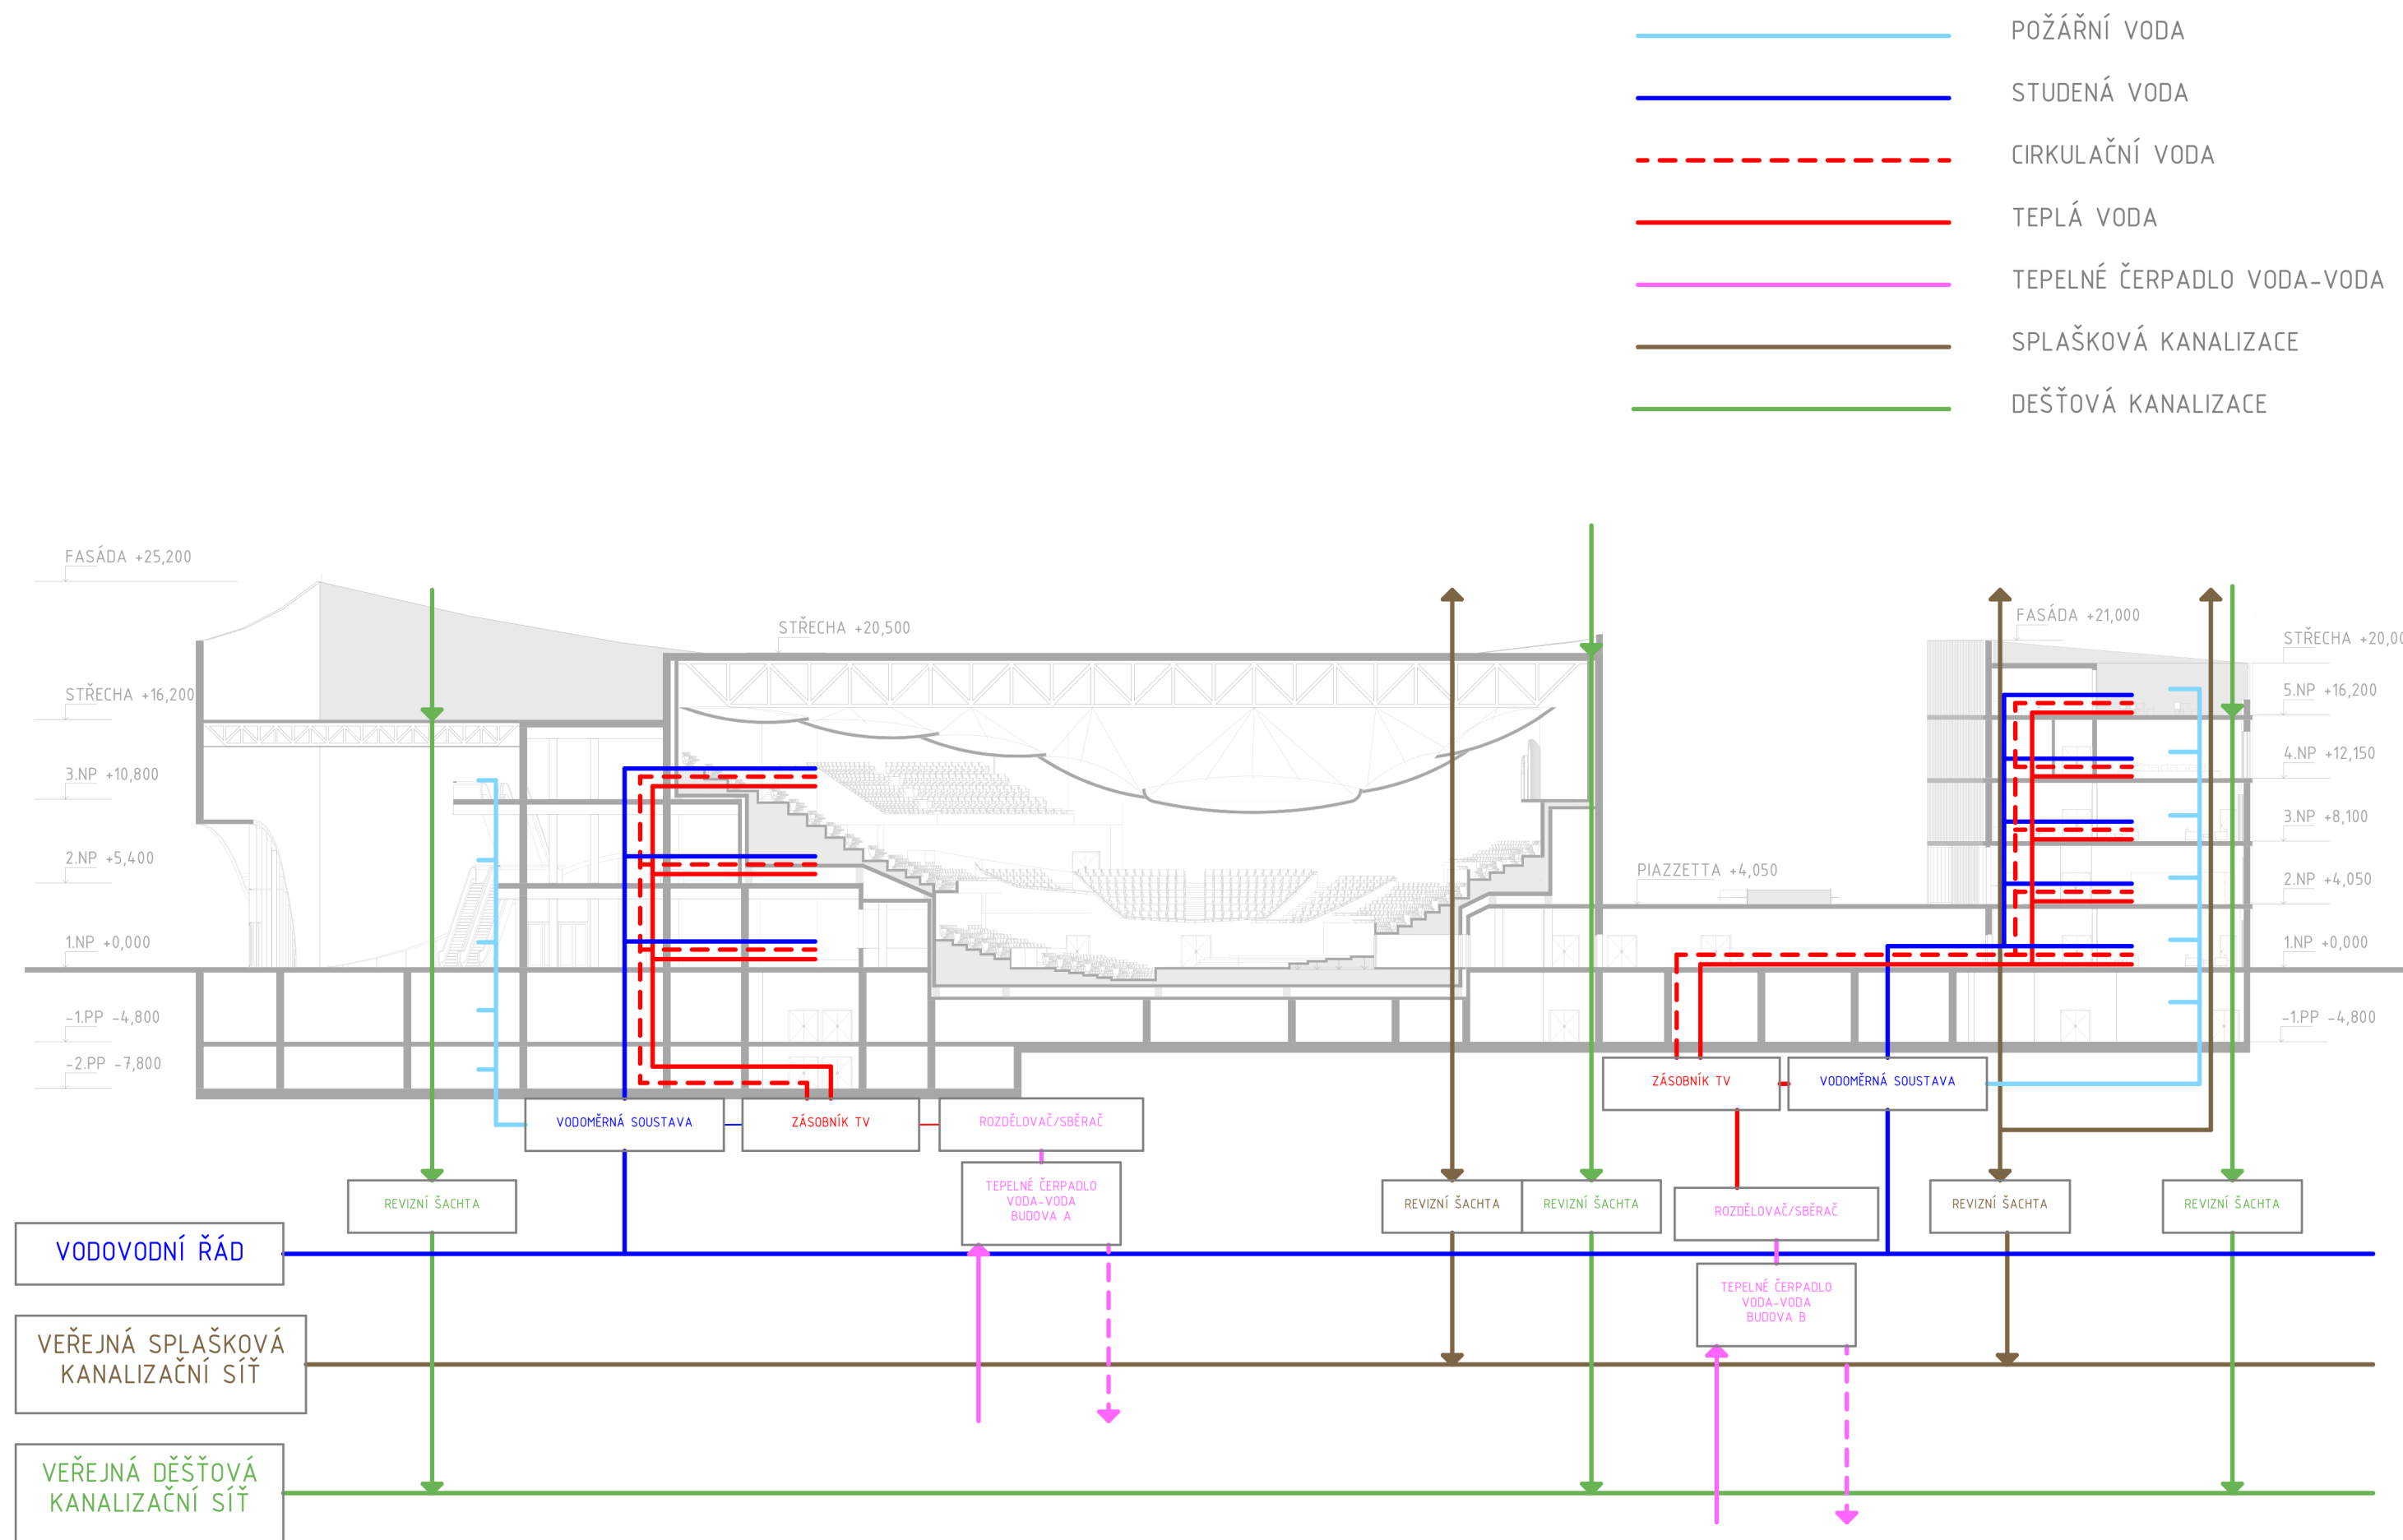 POŽÁŘNÍ VODA
STUDENÁ VODA
CIRKULAČNÍ VODA
TEPLÁ VODA
TEPELNÉ ČERPADLO VODA-VODA
SPLAŠKOVÁ KANALIZACE
DEŠŤOVÁ KANALIZACE
FASÁDA +25,200
STŘECHA +20,500
FASÁDA +21,000
STŘECHA +20,00
STŘECHA +16,200
5.NP +16,200
4.NP +12,150
3.NP +10,800
3.NP +8,100
2.NP +5,400
PIAZZETTA +4,050
2.NP +4,050
1.NP +0,000
1.NP +0,000
-1.PP -4,800
-1.PP -4,800
-2.PP -7,800
ZÁSOBNÍK TV
VODOMĚRNÁ SOUSTAVA
VODOMĚRNÁ SOUSTAVA
ZÁSOBNÍK TV
ROZDĚLOVAČ/SBĚRAČ
TEPELNÉ ČERPADLO
VODA-VODA
BUDOVA A
REVIZNÍ ŠACHTA
REVIZNÍ ŠACHTA
REVIZNÍ ŠACHTA
ROZDĚLOVAČ/SBĚRAČ
REVIZNÍ ŠACHTA
REVIZNÍ ŠACHTA
TEPELNÉ ČERPADLO
VODA-VODA
BUDOVA B
VODOVODNÍ ŘÁD
VEŘEJNÁ SPLAŠKOVÁ
KANALIZAČNÍ SÍŤ
VEŘEJNÁ DĚŠŤOVÁ
KANALIZAČNÍ SÍŤ